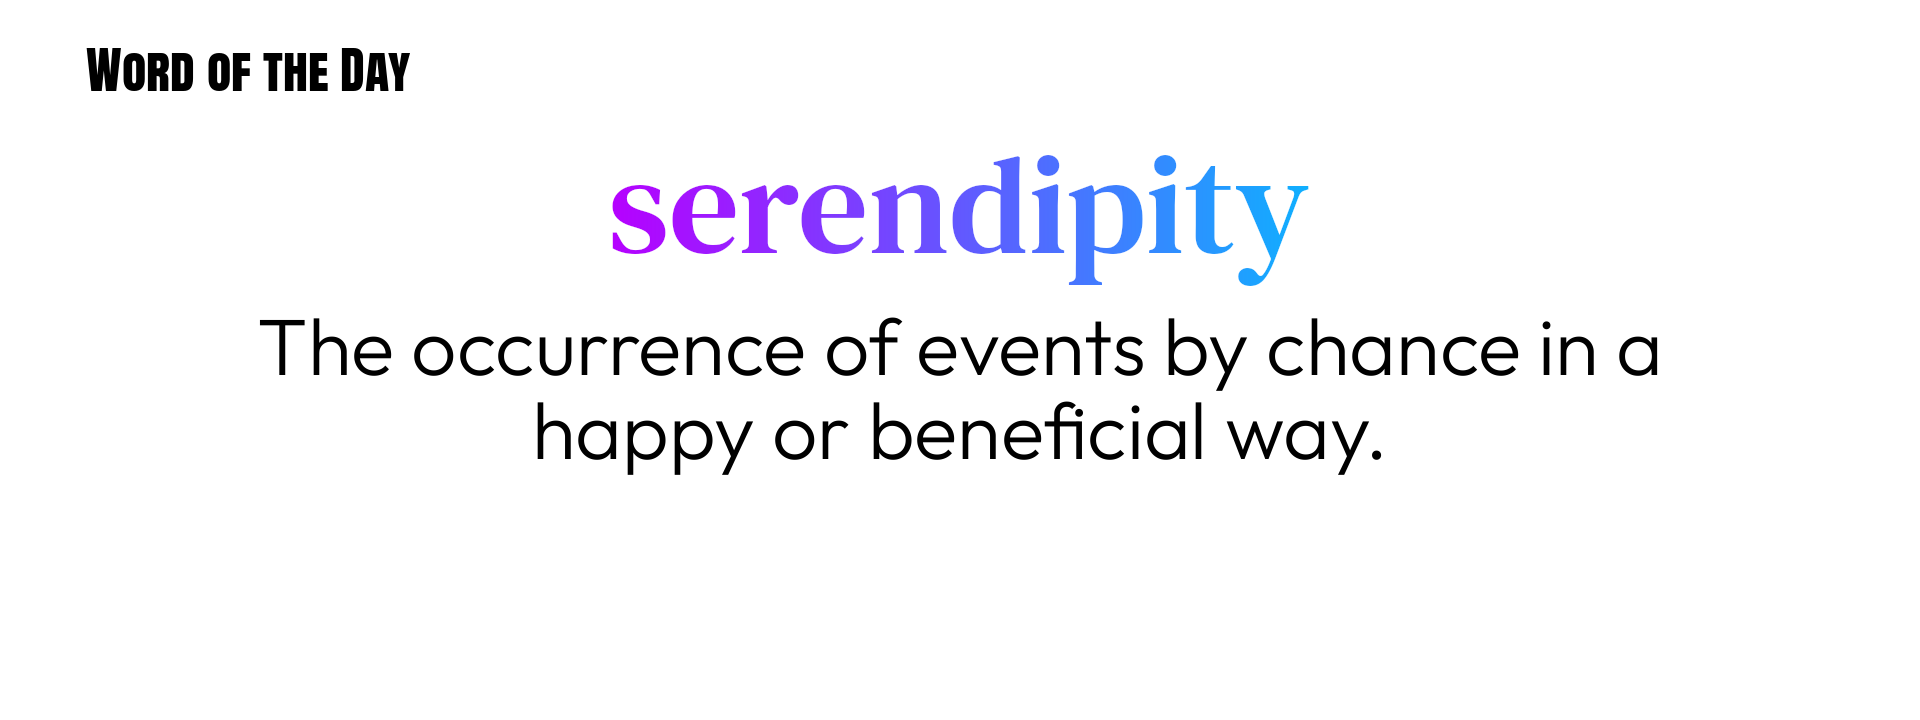 Word of the Day
serendipity
The occurrence of events by chance in a
happy or beneficial way.